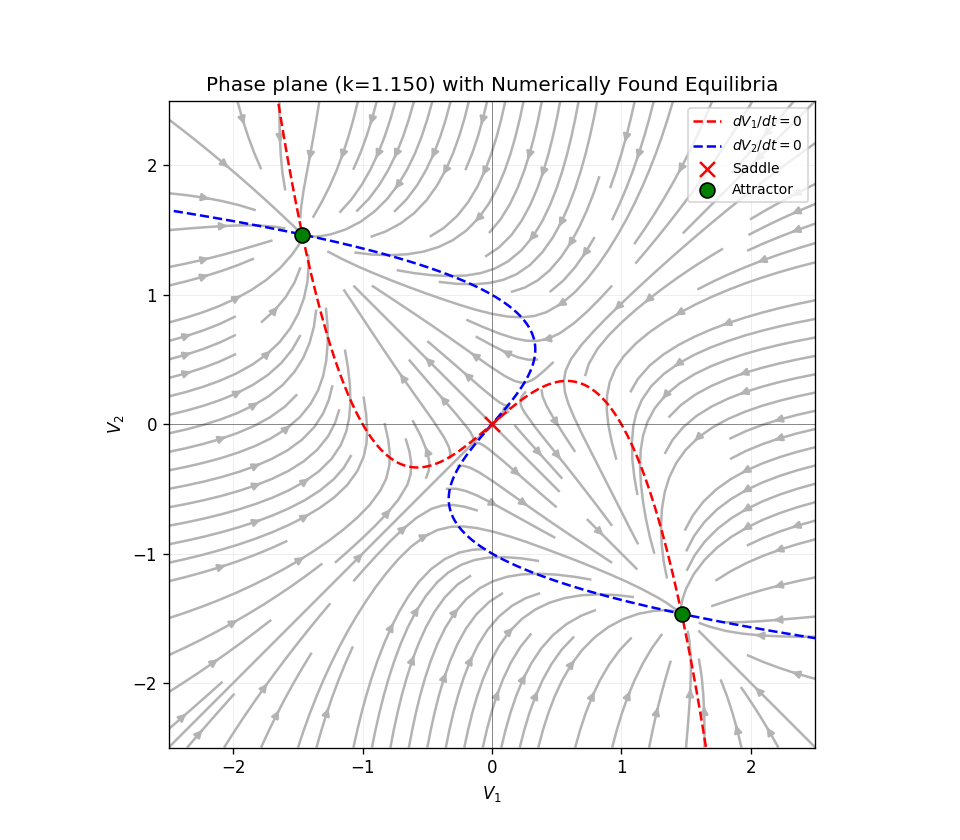 Phase plane (k=1.150) with Numerically Found Equilibria
dV₁/dt = 0
dV₂/dt = 0
Saddle
Attractor
2
1
0
−1
−2
V₂
−2 −1 0 1 2
V₁